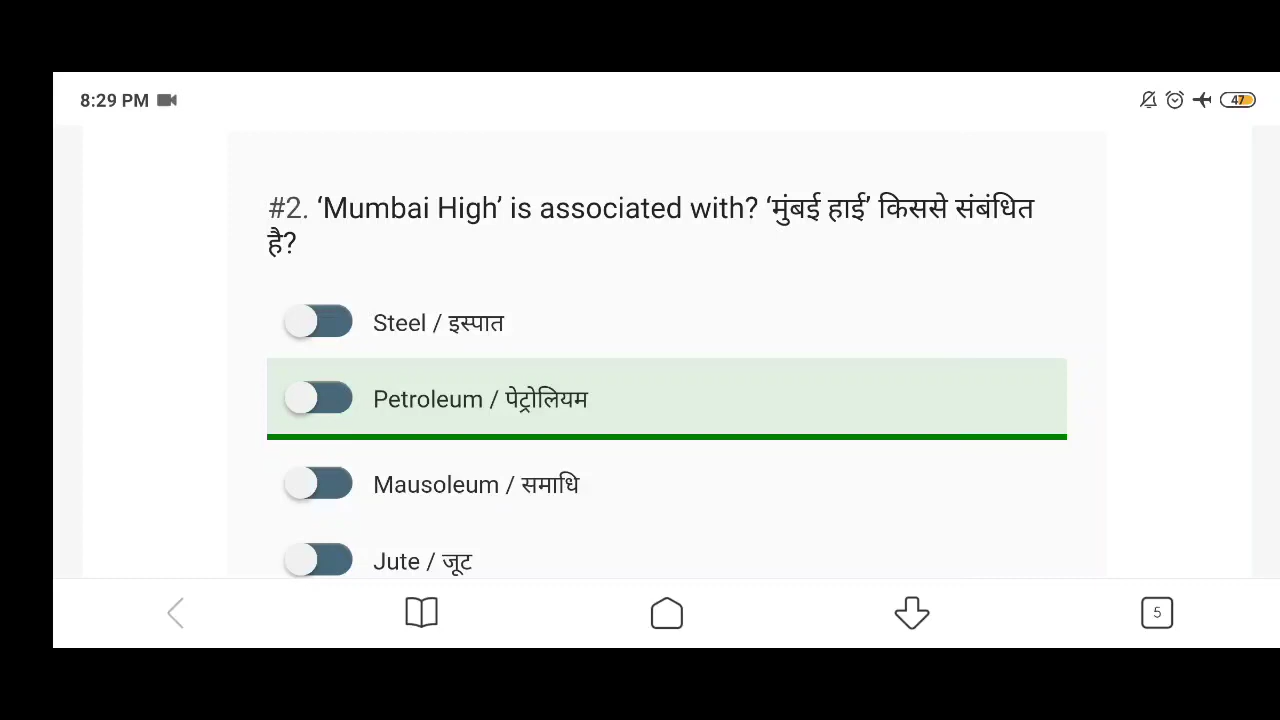 8:29 PM
47
#2. ‘Mumbai High’ is associated with? ‘मुंबई हाई’ किससे संबंधित
है?
Steel / इस्पात
Petroleum / पेट्रोलियम
Mausoleum / समाधि
Jute / जूट
5